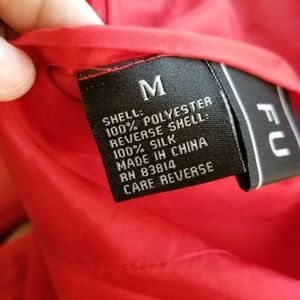 M
SHELL:
100% POLYESTER
REVERSE SHELL:
100% SILK
MADE IN CHINA
RN 83814
CARE REVERSE
FU